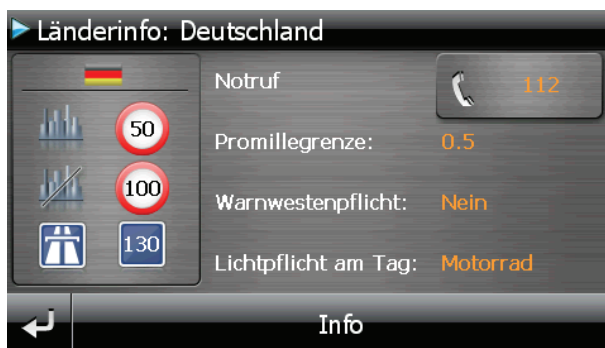 Länderinfo: Deutschland
Notruf 112
50
Promillegrenze: 0.5
100
Warnwestenpflicht: Nein
130
Lichtpflicht am Tag: Motorrad
Info